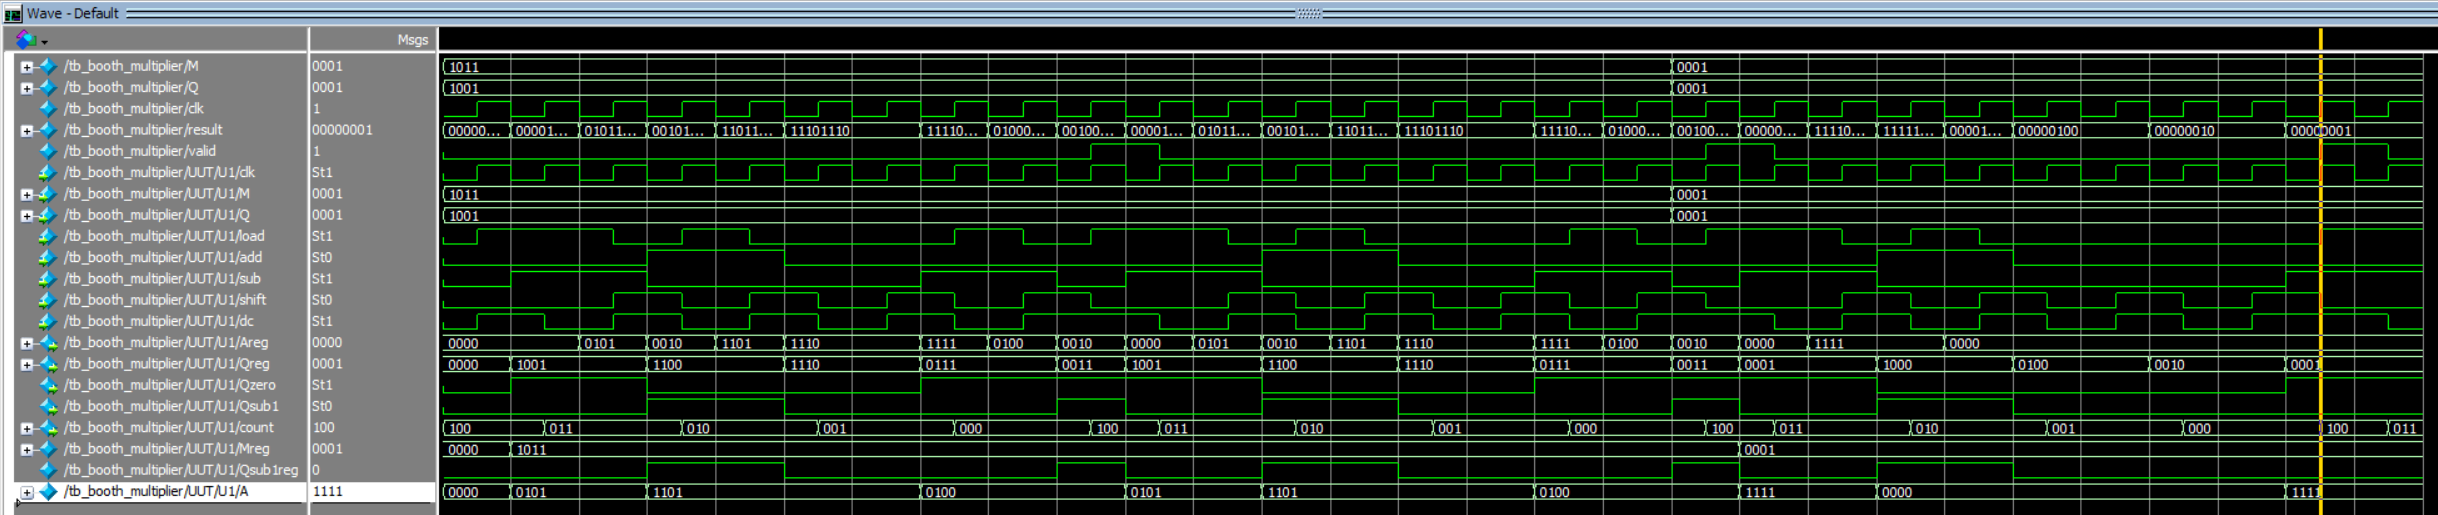 Wave - Default
Msgs
/tb_booth_multiplier/M 0001 1011 0001
/tb_booth_multiplier/Q 0001 1001 0001
/tb_booth_multiplier/clk 1
/tb_booth_multiplier/result 00000001 00000... 00001... 01011... 00101... 11011... 11101110 11110... 01000... 00100... 00001... 01011... 00101... 11011... 11101110 11110... 01000... 00100... 00000... 11110... 11111... 00001... 00000100 00000010 00000001
/tb_booth_multiplier/valid 1
/tb_booth_multiplier/UUT/U1/clk St1
/tb_booth_multiplier/UUT/U1/M 0001 1011 0001
/tb_booth_multiplier/UUT/U1/Q 0001 1001 0001
/tb_booth_multiplier/UUT/U1/load St1
/tb_booth_multiplier/UUT/U1/add St0
/tb_booth_multiplier/UUT/U1/sub St1
/tb_booth_multiplier/UUT/U1/shift St0
/tb_booth_multiplier/UUT/U1/dc St1
/tb_booth_multiplier/UUT/U1/Areg 0000 0000 0101 0010 1101 1110 1111 0100 0010 0000 0101 0010 1101 1110 1111 0100 0010 0000 1111 0000
/tb_booth_multiplier/UUT/U1/Qreg 0001 0000 1001 1100 1110 0111 0011 1001 1100 1110 0111 0011 0001 1000 0100 0010 0001
/tb_booth_multiplier/UUT/U1/Qzero St1
/tb_booth_multiplier/UUT/U1/Qsub1 St0
/tb_booth_multiplier/UUT/U1/count 100 100 011 010 001 000 100 011 010 001 000 100 011 010 001 000 100 011
/tb_booth_multiplier/UUT/U1/Mreg 0001 0000 1011 0001
/tb_booth_multiplier/UUT/U1/Qsub1reg 0
/tb_booth_multiplier/UUT/U1/A 1111 0000 0101 1101 0100 0101 1101 0100 1111 0000 1111